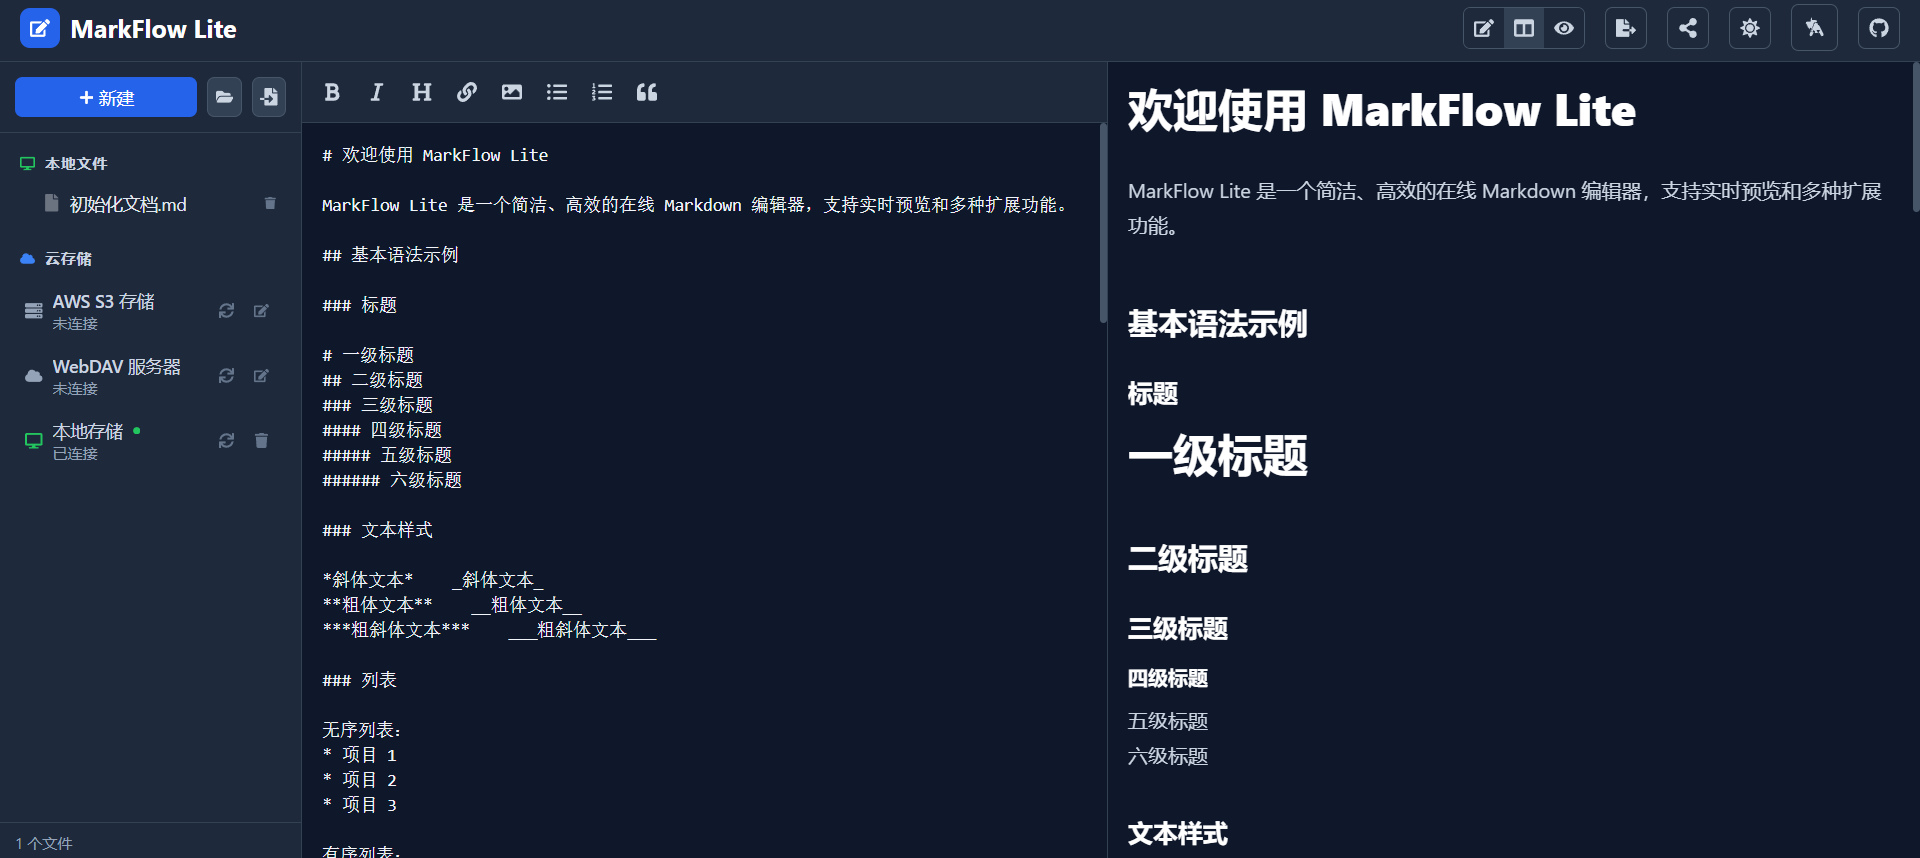 MarkFlow Lite
新建
本地文件
初始化文档.md
云存储
AWS S3 存储
未连接
WebDAV 服务器
未连接
本地存储
已连接
1 个文件
B I H
# 欢迎使用 MarkFlow Lite
MarkFlow Lite 是一个简洁、高效的在线 Markdown 编辑器，支持实时预览和多种扩展功能。
## 基本语法示例
### 标题
# 一级标题
## 二级标题
### 三级标题
#### 四级标题
##### 五级标题
###### 六级标题
### 文本样式
*斜体文本*    _斜体文本_
**粗体文本**    __粗体文本__
***粗斜体文本***    ___粗斜体文本___
### 列表
无序列表：
* 项目 1
* 项目 2
* 项目 3
有序列表：
欢迎使用 MarkFlow Lite
MarkFlow Lite 是一个简洁、高效的在线 Markdown 编辑器，支持实时预览和多种扩展
功能。
基本语法示例
标题
一级标题
二级标题
三级标题
四级标题
五级标题
六级标题
文本样式